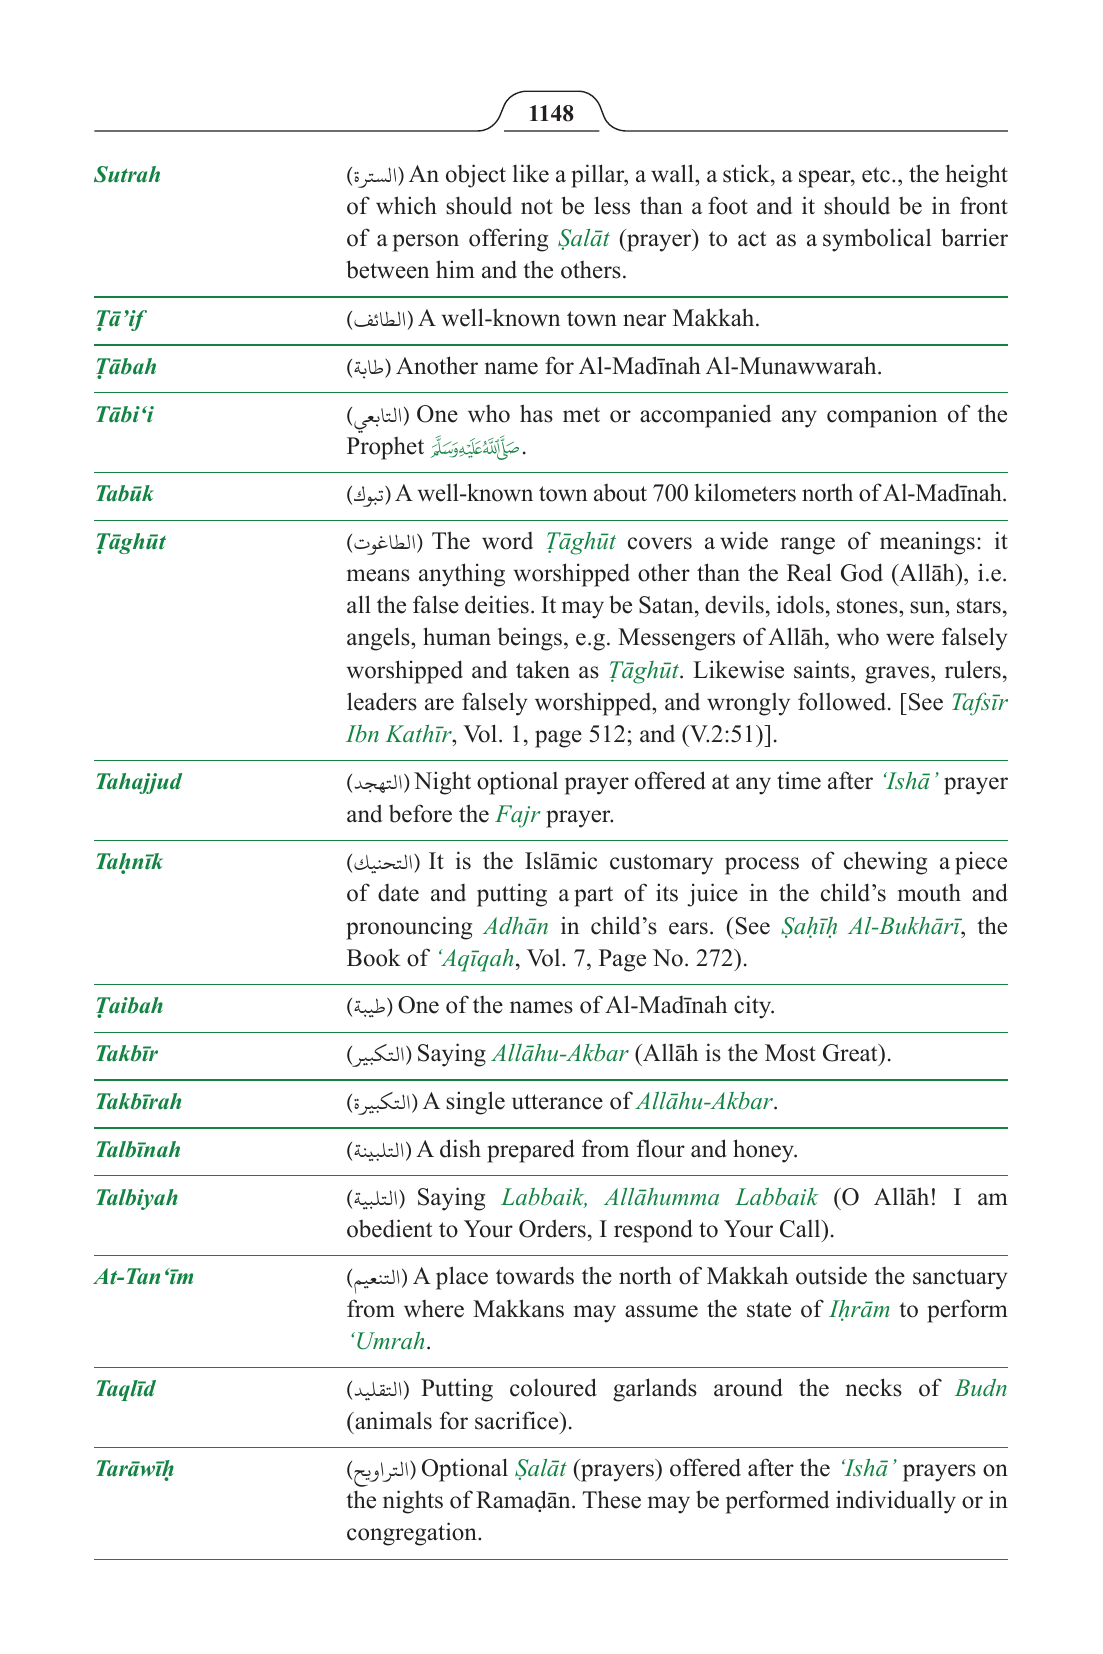 1148
Sutrah (السترة) An object like a pillar, a wall, a stick, a spear, etc., the height
of which should not be less than a foot and it should be in front
of a person offering Ṣalāt (prayer) to act as a symbolical barrier
between him and the others.
Ṭā’if (الطائف) A well-known town near Makkah.
Ṭābah (طابة) Another name for Al-Madīnah Al-Munawwarah.
Tābi‘i (التابعي) One who has met or accompanied any companion of the
Prophet صَلَّى اللَّهُ عَلَيْهِ وَسَلَّمَ.
Tabūk (تبوك) A well-known town about 700 kilometers north of Al-Madīnah.
Ṭāghūt (الطاغوت) The word Ṭāghūt covers a wide range of meanings: it
means anything worshipped other than the Real God (Allāh), i.e.
all the false deities. It may be Satan, devils, idols, stones, sun, stars,
angels, human beings, e.g. Messengers of Allāh, who were falsely
worshipped and taken as Ṭāghūt. Likewise saints, graves, rulers,
leaders are falsely worshipped, and wrongly followed. [See Tafsīr
Ibn Kathīr, Vol. 1, page 512; and (V.2:51)].
Tahajjud (التهجد) Night optional prayer offered at any time after ‘Ishā’ prayer
and before the Fajr prayer.
Taḥnīk (التحنيك) It is the Islāmic customary process of chewing a piece
of date and putting a part of its juice in the child’s mouth and
pronouncing Adhān in child’s ears. (See Ṣaḥīḥ Al-Bukhārī, the
Book of ‘Aqīqah, Vol. 7, Page No. 272).
Ṭaibah (طيبة) One of the names of Al-Madīnah city.
Takbīr (التكبير) Saying Allāhu-Akbar (Allāh is the Most Great).
Takbīrah (التكبيرة) A single utterance of Allāhu-Akbar.
Talbīnah (التلبينة) A dish prepared from flour and honey.
Talbiyah (التلبية) Saying Labbaik, Allāhumma Labbaik (O Allāh! I am
obedient to Your Orders, I respond to Your Call).
At-Tan‘īm (التنعيم) A place towards the north of Makkah outside the sanctuary
from where Makkans may assume the state of Iḥrām to perform
‘Umrah.
Taqlīd (التقليد) Putting coloured garlands around the necks of Budn
(animals for sacrifice).
Tarāwīḥ (التراويح) Optional Ṣalāt (prayers) offered after the ‘Ishā’ prayers on
the nights of Ramaḍān. These may be performed individually or in
congregation.